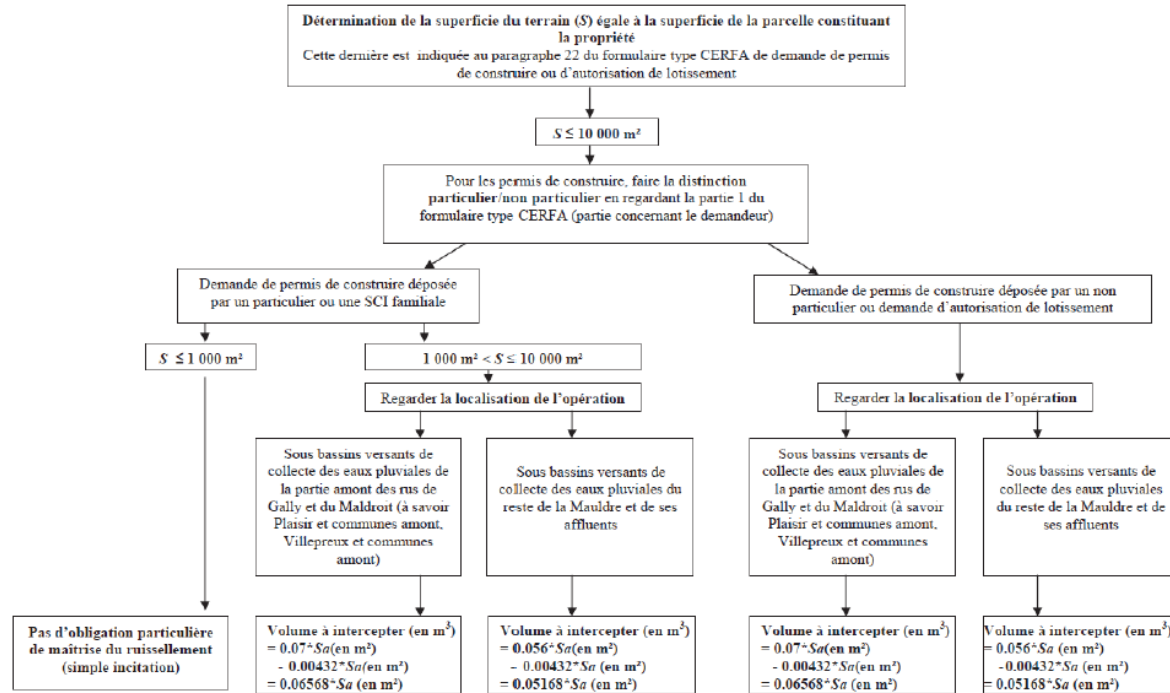 Détermination de la superficie du terrain (S) égale à la superficie de la parcelle constituant
la propriété
Cette dernière est indiquée au paragraphe 22 du formulaire type CERFA de demande de permis
de construire ou d'autorisation de lotissement
S ≤ 10 000 m²
Pour les permis de construire, faire la distinction
particulier/non particulier en regardant la partie 1 du
formulaire type CERFA (partie concernant le demandeur)
Demande de permis de construire déposée
par un particulier ou une SCI familiale
Demande de permis de construire déposée par un non
particulier ou demande d'autorisation de lotissement
S ≤ 1 000 m²
1 000 m² < S ≤ 10 000 m²
Regarder la localisation de l'opération
Regarder la localisation de l'opération
Sous bassins versants de
collecte des eaux pluviales de
la partie amont des rus de
Gally et du Maldroit (à savoir
Plaisir et communes amont,
Villepreux et communes
amont)
Sous bassins versants de
collecte des eaux pluviales du
reste de la Mauldre et de ses
affluents
Sous bassins versants de
collecte des eaux pluviales de
la partie amont des rus de
Gally et du Maldroit (à savoir
Plaisir et communes amont,
Villepreux et communes
amont)
Sous bassins versants de
collecte des eaux pluviales
du reste de la Mauldre et de
ses affluents
Pas d'obligation particulière
de maîtrise du ruissellement
(simple incitation)
Volume à intercepter (en m³)
= 0.07*Sa(en m²)
- 0.00432*Sa(en m²)
= 0.06568*Sa (en m²)
Volume à intercepter (en m³)
= 0.056*Sa(en m²)
- 0.00432*Sa(en m²)
= 0.05168*Sa (en m²)
Volume à intercepter (en m³)
= 0.07*Sa(en m²)
- 0.00432*Sa(en m²)
= 0.06568*Sa (en m²)
Volume à intercepter (en m³)
= 0.056*Sa(en m²)
- 0.00432*Sa(en m²)
= 0.05168*Sa (en m²)